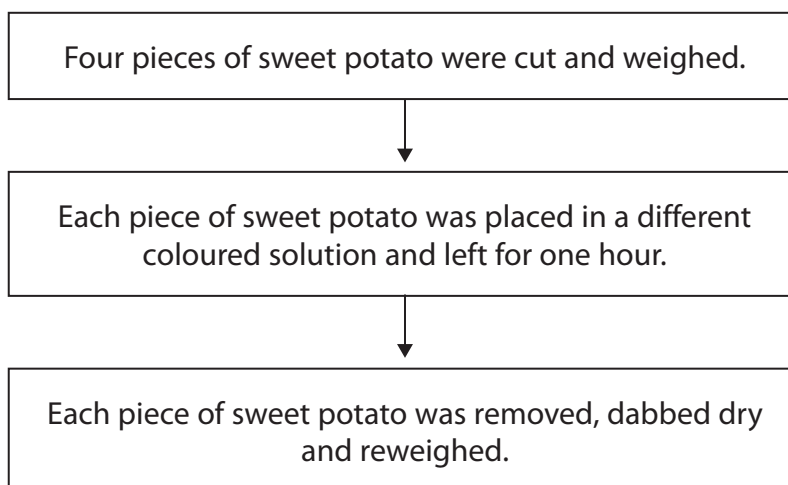 Four pieces of sweet potato were cut and weighed.
Each piece of sweet potato was placed in a different
coloured solution and left for one hour.
Each piece of sweet potato was removed, dabbed dry
and reweighed.